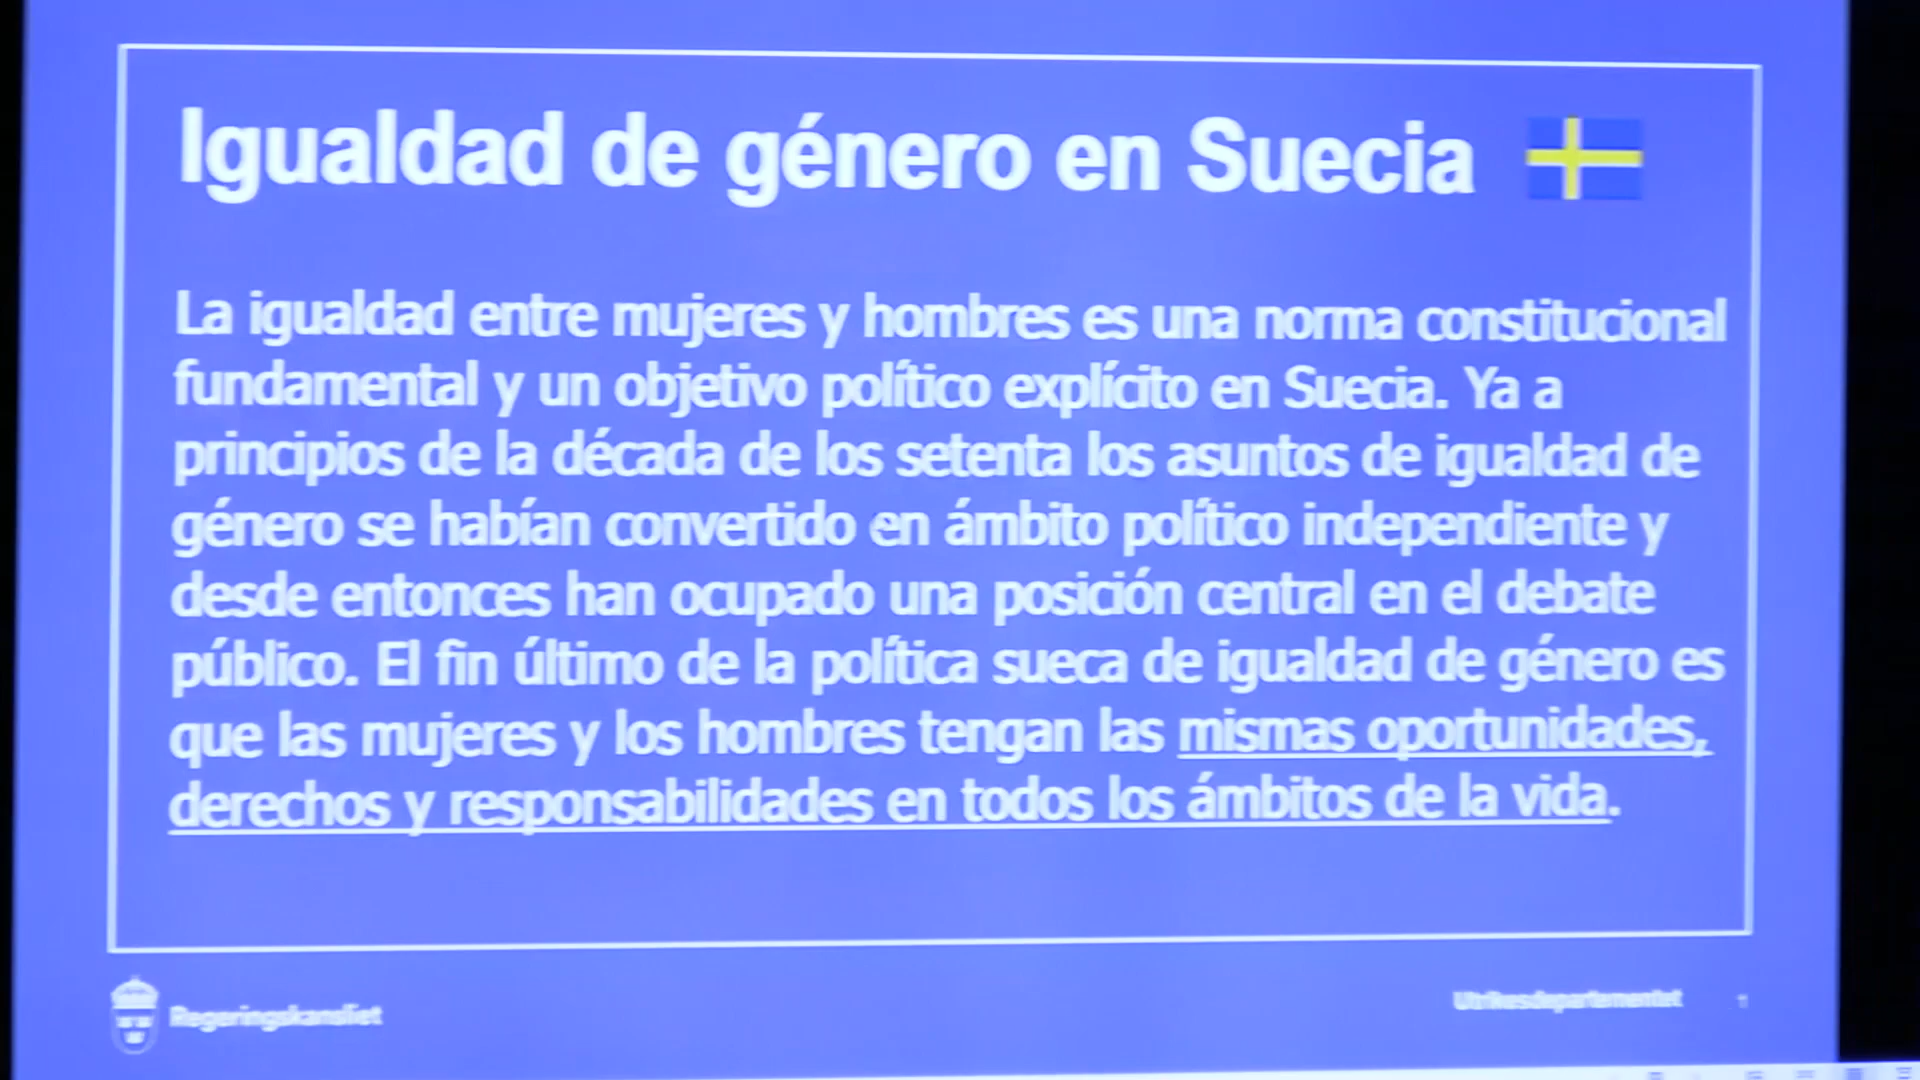 Igualdad de género en Suecia
La igualdad entre mujeres y hombres es una norma constitucional
fundamental y un objetivo político explícito en Suecia. Ya a
principios de la década de los setenta los asuntos de igualdad de
género se habían convertido en ámbito político independiente y
desde entonces han ocupado una posición central en el debate
público. El fin último de la política sueca de igualdad de género es
que las mujeres y los hombres tengan las mismas oportunidades,
derechos y responsabilidades en todos los ámbitos de la vida.
Regeringskansliet
Utrikesdepartementet 1